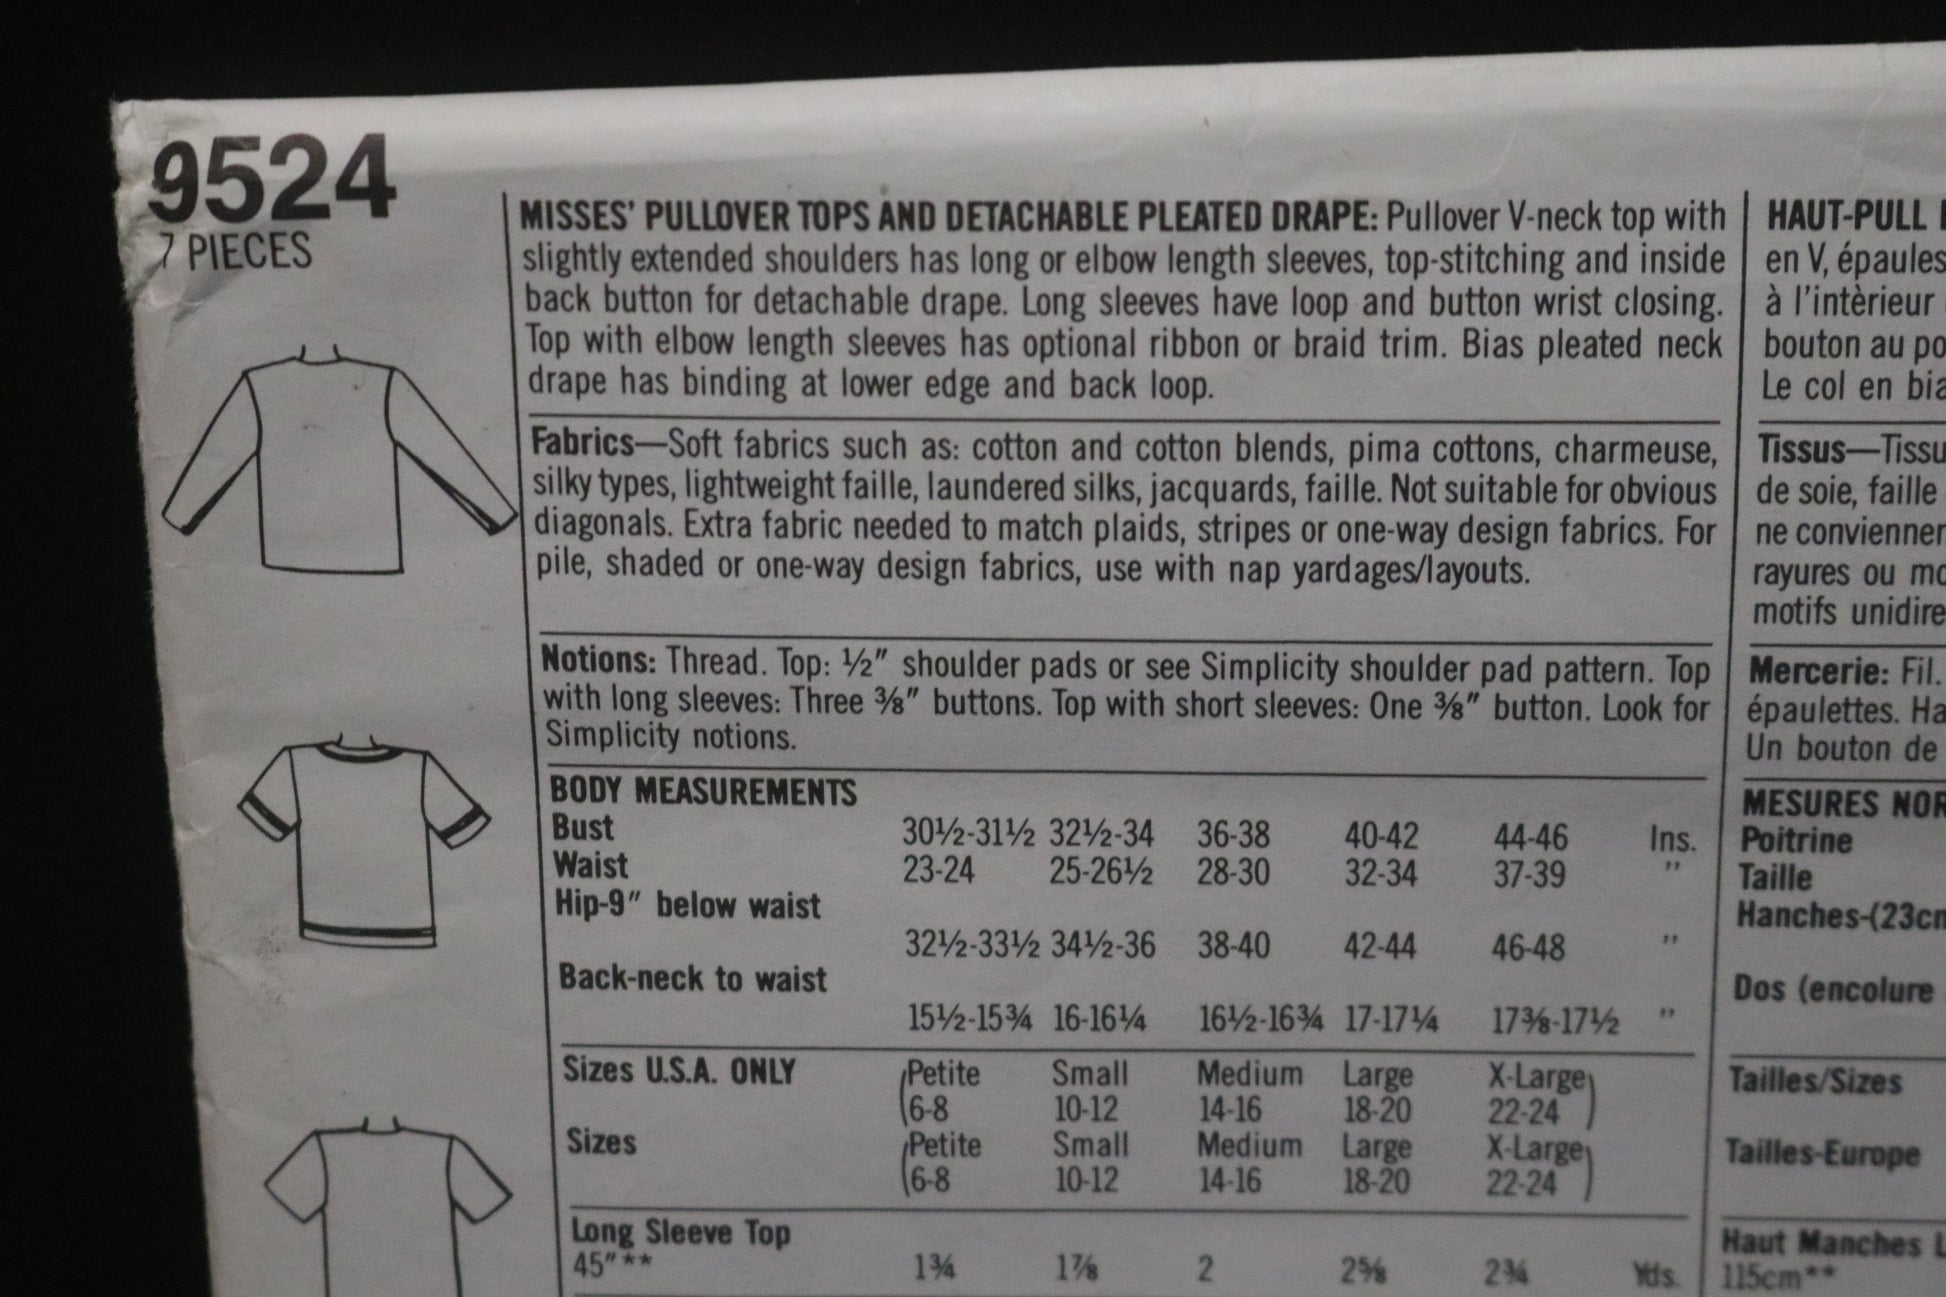 9524
7 PIECES
MISSES' PULLOVER TOPS AND DETACHABLE PLEATED DRAPE: Pullover V-neck top with
slightly extended shoulders has long or elbow length sleeves, top-stitching and inside
back button for detachable drape. Long sleeves have loop and button wrist closing.
Top with elbow length sleeves has optional ribbon or braid trim. Bias pleated neck
drape has binding at lower edge and back loop.
Fabrics—Soft fabrics such as: cotton and cotton blends, pima cottons, charmeuse,
silky types, lightweight faille, laundered silks, jacquards, faille. Not suitable for obvious
diagonals. Extra fabric needed to match plaids, stripes or one-way design fabrics. For
pile, shaded or one-way design fabrics, use with nap yardages/layouts.
Notions: Thread. Top: ½" shoulder pads or see Simplicity shoulder pad pattern. Top
with long sleeves: Three ⅜" buttons. Top with short sleeves: One ⅜" button. Look for
Simplicity notions.
BODY MEASUREMENTS
Bust 30½-31½ 32½-34 36-38 40-42 44-46 Ins.
Waist 23-24 25-26½ 28-30 32-34 37-39 "
Hip-9" below waist
32½-33½ 34½-36 38-40 42-44 46-48 "
Back-neck to waist
15½-15¾ 16-16¼ 16½-16¾ 17-17¼ 17⅜-17½ "
Sizes U.S.A. ONLY (Petite Small Medium Large X-Large)
(6-8 10-12 14-16 18-20 22-24)
Sizes (Petite Small Medium Large X-Large)
(6-8 10-12 14-16 18-20 22-24)
Long Sleeve Top
45"** 1¾ 1⅞ 2 2⅝ 2¾ Yds.
HAUT-PULL
en V, épaules
à l'intèrieur
bouton au
Le col en
Tissus—
de soie, faille
ne
rayures ou
motifs
Mercerie: Fil.
épaulettes.
Un bouton de
MESURES
Poitrine
Taille
Hanches-(23cm
Dos (encolure
Tailles/Sizes
Tailles-Europe
Haut Manches
115cm**